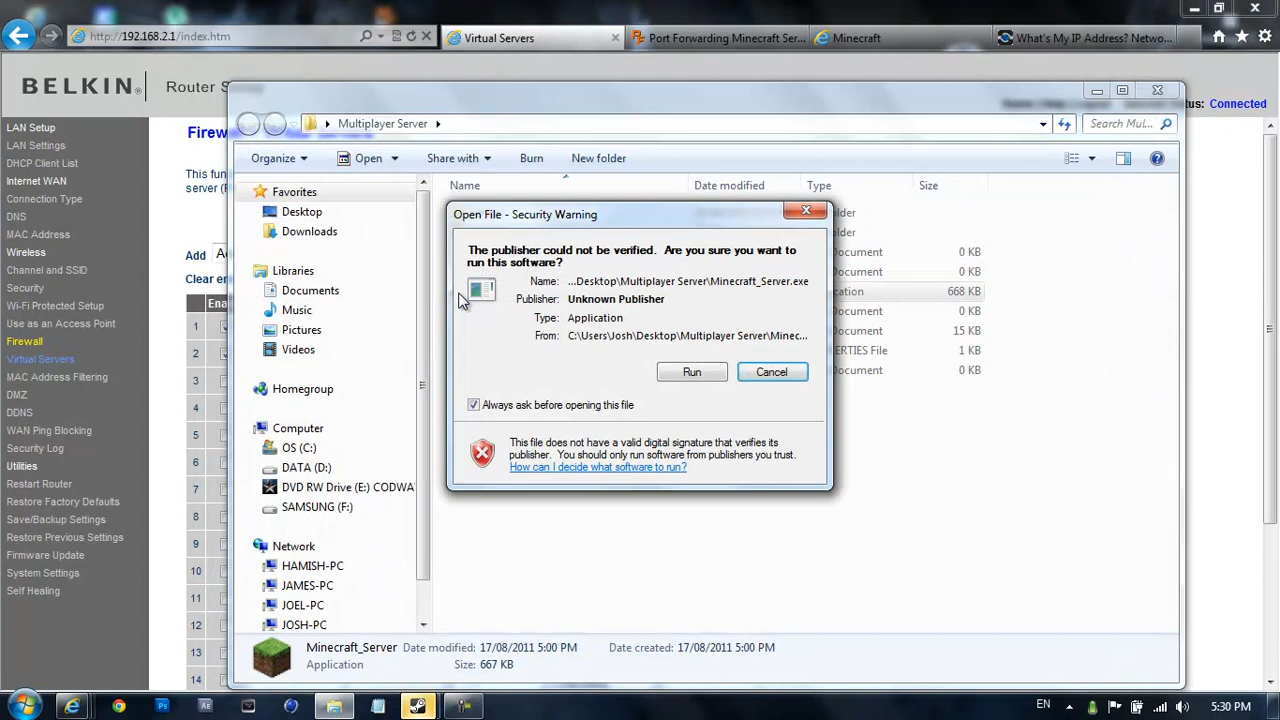 http://192.168.2.1/index.htm
Virtual Servers
Port Forwarding Minecraft Ser...
Minecraft
What's My IP Address? Netwo...
BELKIN
Router S
tus: Connected
LAN Setup
LAN Settings
DHCP Client List
Internet WAN
Connection Type
DNS
MAC Address
Wireless
Channel and SSID
Security
Wi-Fi Protected Setup
Use as an Access Point
Firewall
Virtual Servers
MAC Address Filtering
DMZ
DDNS
WAN Ping Blocking
Security Log
Utilities
Restart Router
Restore Factory Defaults
Save/Backup Settings
Restore Previous Settings
Firmware Update
System Settings
Self Healing
Firew
This fun
server (F
Add
Clear en
Ena
1
2
3
4
5
6
7
8
9
10
11
12
13
14
Multiplayer Server
Search Mul...
Organize
Open
Share with
Burn
New folder
Favorites
Desktop
Downloads
Libraries
Documents
Music
Pictures
Videos
Homegroup
Computer
OS (C:)
DATA (D:)
DVD RW Drive (E:) CODWA
SAMSUNG (F:)
Network
HAMISH-PC
JAMES-PC
JOEL-PC
JOSH-PC
Name
Date modified
Type
Size
older
older
Document 0 KB
Document 0 KB
cation 668 KB
Document 15 KB
ERTIES File 1 KB
Document 0 KB
Open File - Security Warning
The publisher could not be verified. Are you sure you want to
run this software?
Name: ...Desktop\Multiplayer Server\Minecraft_Server.exe
Publisher: Unknown Publisher
Type: Application
From: C:\Users\Josh\Desktop\Multiplayer Server\Minec...
Run
Cancel
Always ask before opening this file
This file does not have a valid digital signature that verifies its
publisher. You should only run software from publishers you trust.
How can I decide what software to run?
Minecraft_Server Date modified: 17/08/2011 5:00 PM Date created: 17/08/2011 5:00 PM
Application Size: 667 KB
Ps
Ae
EN
5:30 PM